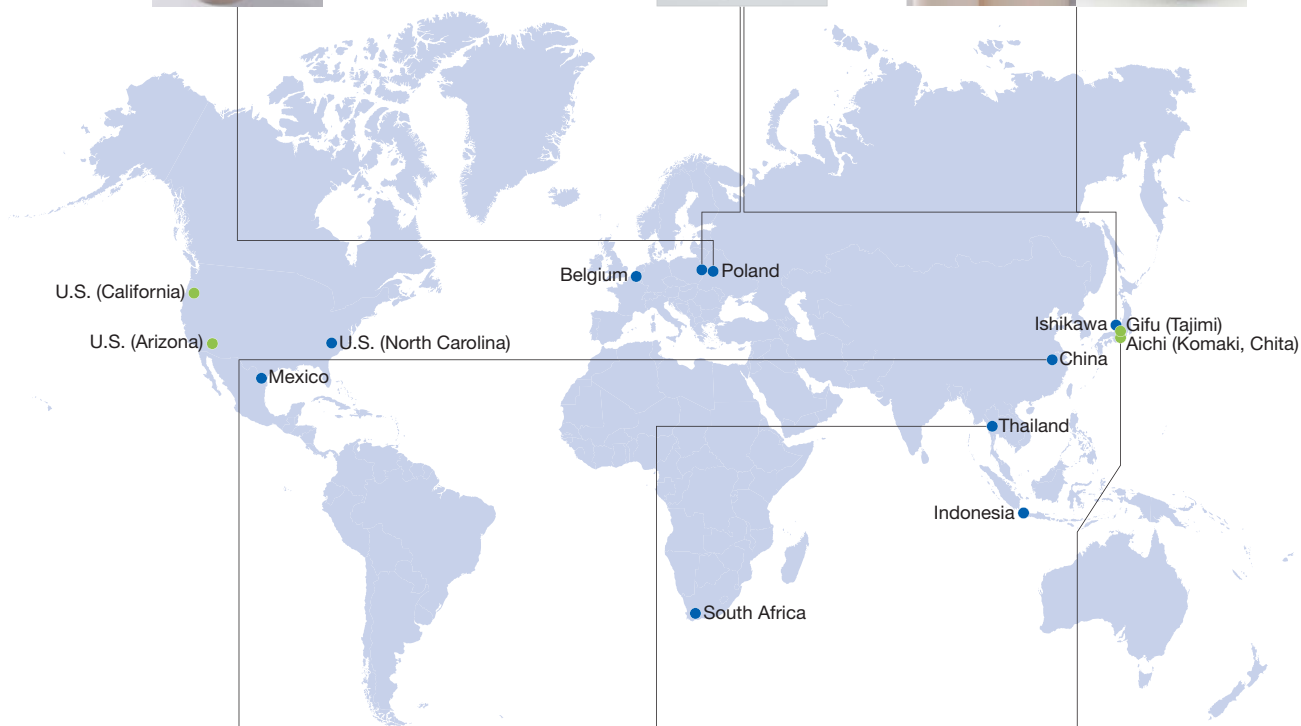 Belgium
Poland
U.S. (California)
Ishikawa
Gifu (Tajimi)
U.S. (Arizona)
U.S. (North Carolina)
Aichi (Komaki, Chita)
China
Mexico
Thailand
Indonesia
South Africa